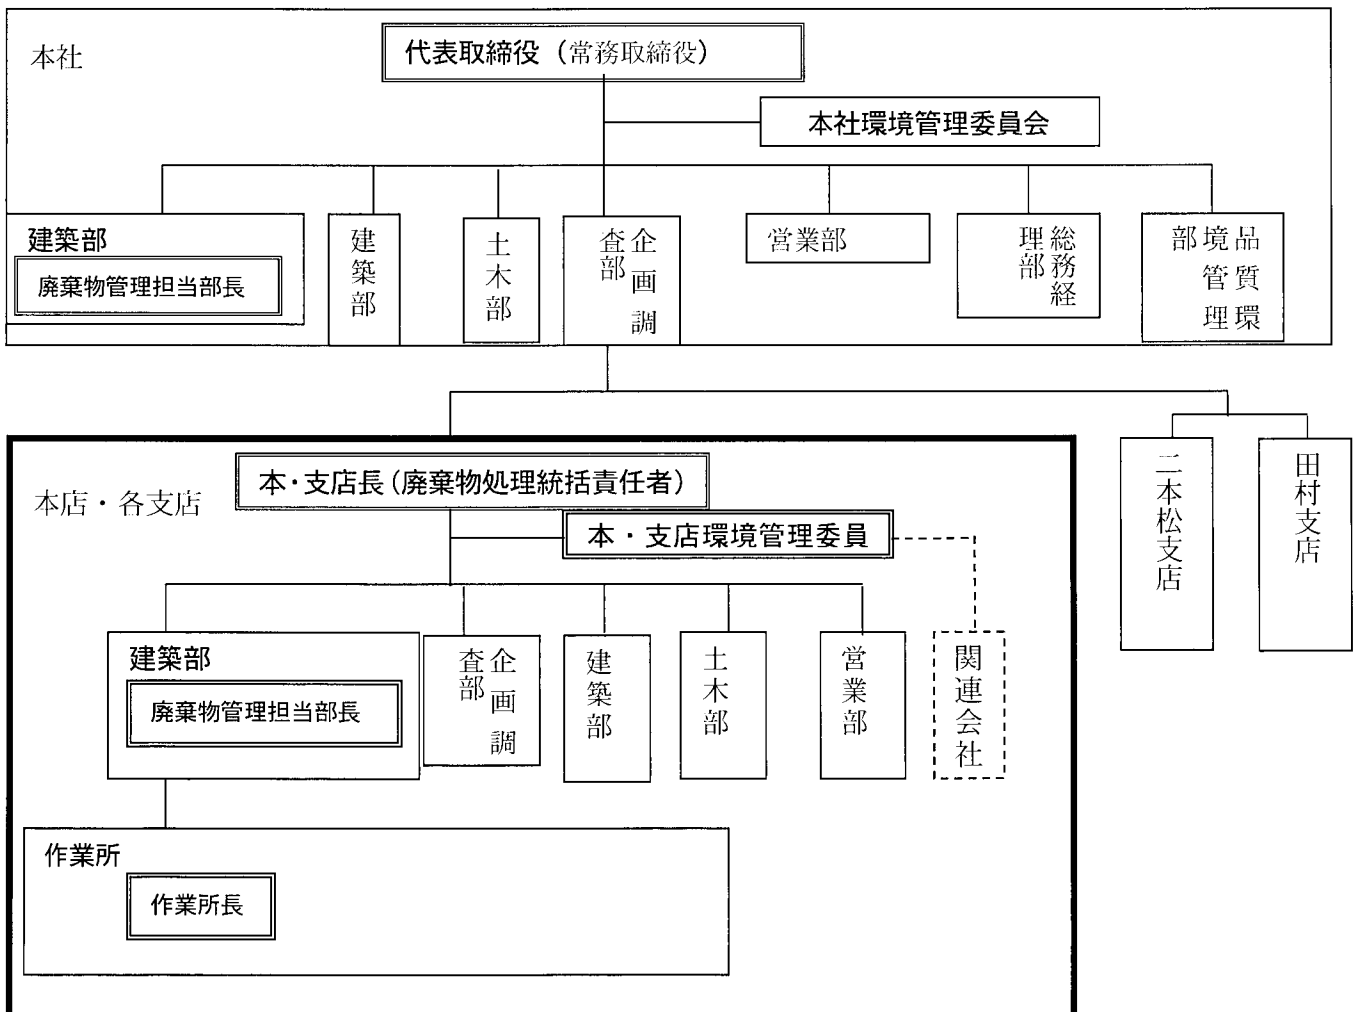 本社
代表取締役（常務取締役）
本社環境管理委員会
建築部
廃棄物管理担当部長
建築部
土木部
企画調
査部
営業部
総務経
理部
品質環
境管理
部
本店・各支店
本・支店長（廃棄物処理統括責任者）
本・支店環境管理委員
二本松支店
田村支店
建築部
廃棄物管理担当部長
企画調
査部
建築部
土木部
営業部
関連会社
作業所
作業所長